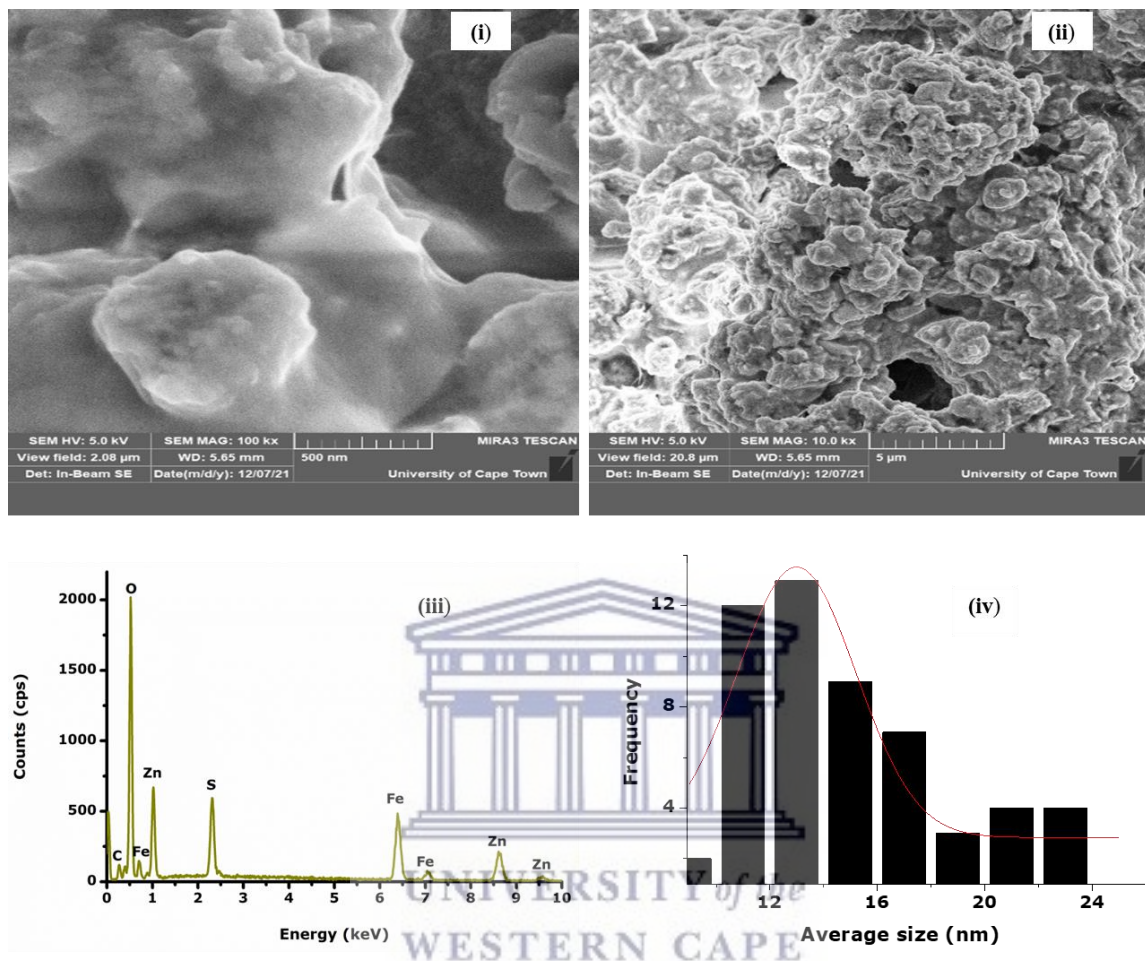 (i)
SEM HV: 5.0 kV SEM MAG: 100 kx MIRA3 TESCAN
View field: 2.08 µm WD: 5.65 mm 500 nm
Det: In-Beam SE Date(m/d/y): 12/07/21 University of Cape Town
(ii)
SEM HV: 5.0 kV SEM MAG: 10.0 kx MIRA3 TESCAN
View field: 20.8 µm WD: 5.65 mm 5 µm
Det: In-Beam SE Date(m/d/y): 12/07/21 University of Cape Town
(iii)
Counts (cps)
2000
1500
1000
500
0
O
Zn
S
Fe
C
Fe
Fe
Zn
Zn
0 1 2 3 4 5 6 7 8 9 10
Energy (keV)
(iv)
Frequency
12
8
4
12 16 20 24
Average size (nm)
UNIVERSITY of the
WESTERN CAPE